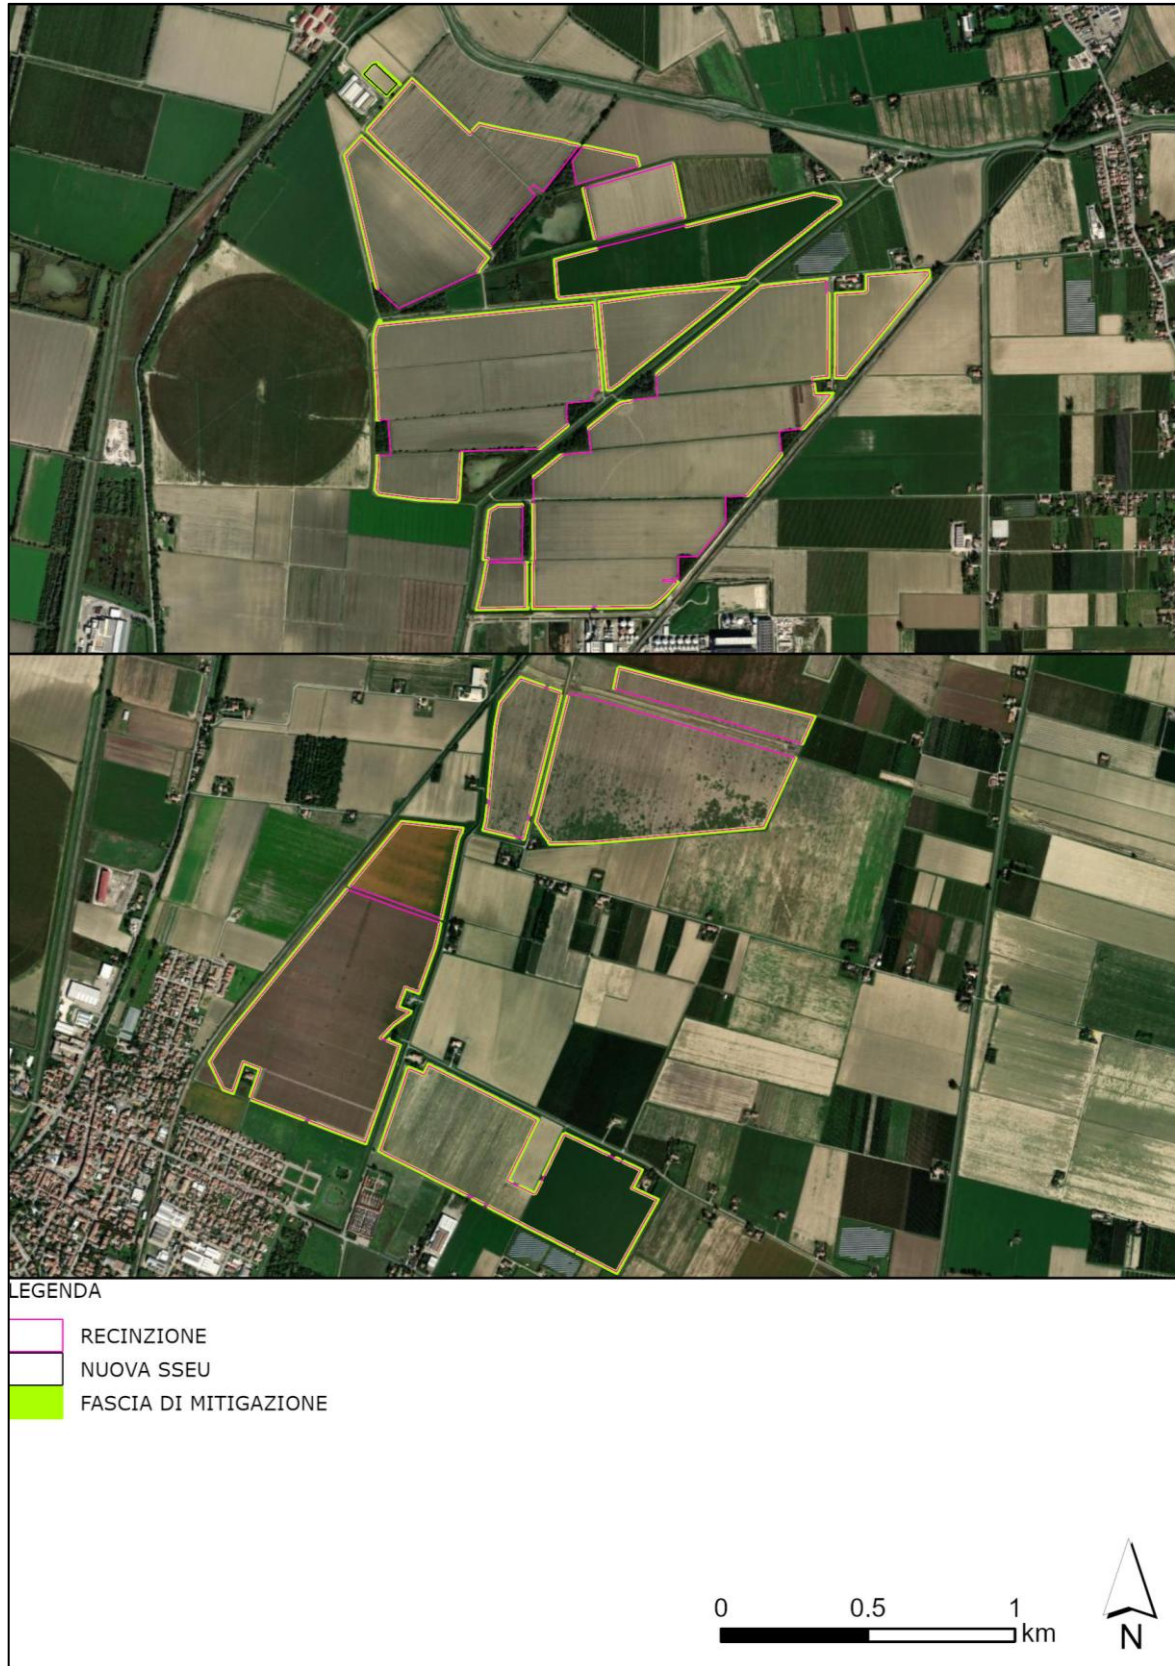 LEGENDA
RECINZIONE
NUOVA SSEU
FASCIA DI MITIGAZIONE
0 0.5 1
km
N